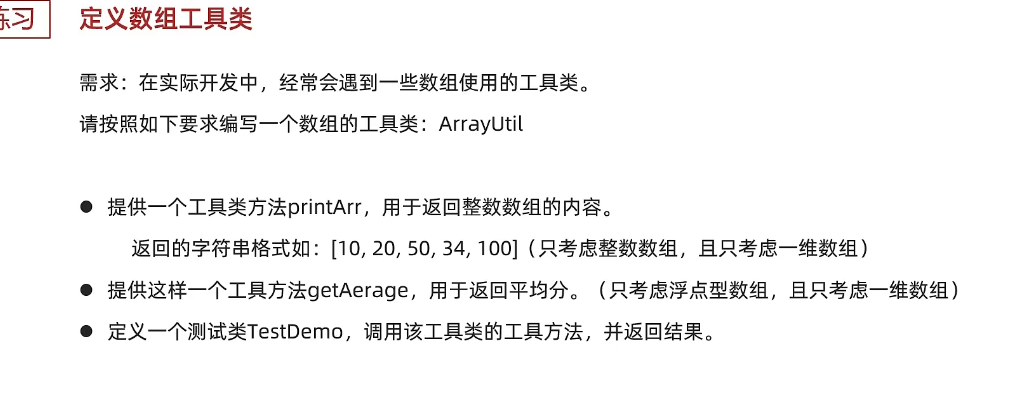 练习
定义数组工具类
需求：在实际开发中，经常会遇到一些数组使用的工具类。
请按照如下要求编写一个数组的工具类：ArrayUtil
● 提供一个工具类方法printArr，用于返回整数数组的内容。
返回的字符串格式如：[10, 20, 50, 34, 100]（只考虑整数数组，且只考虑一维数组）
● 提供这样一个工具方法getAerage，用于返回平均分。（只考虑浮点型数组，且只考虑一维数组）
● 定义一个测试类TestDemo，调用该工具类的工具方法，并返回结果。